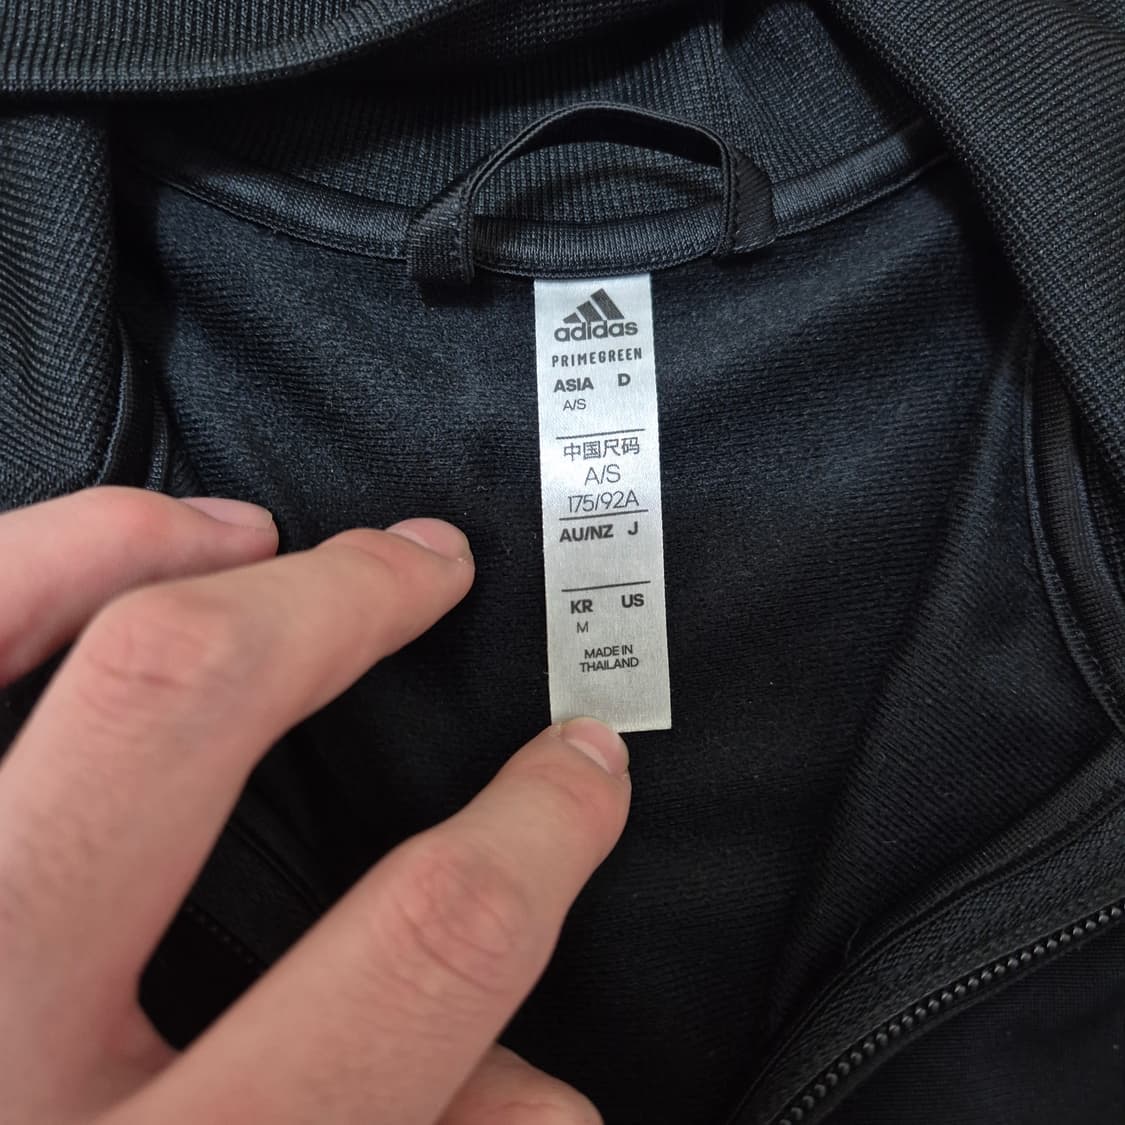 adidas
PRIMEGREEN
ASIA D
A/S
中国尺码
A/S
175/92A
AU/NZ J
KR US
M
MADE IN
THAILAND